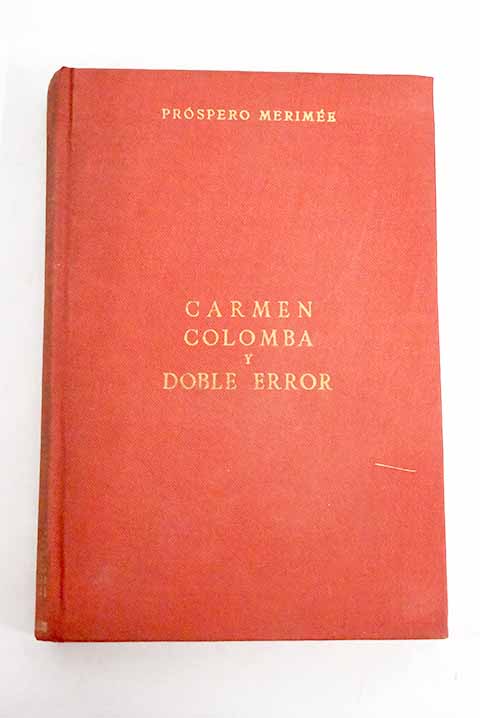 PRÓSPERO MERIMÉE
CARMEN
COLOMBA
Y
DOBLE ERROR